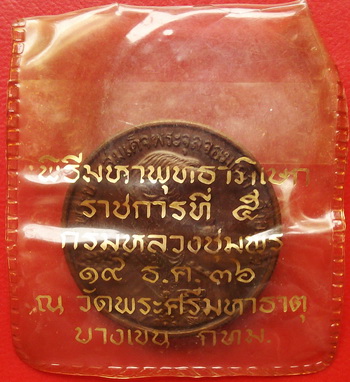 พิธีมหาพุทธาภิเษก
ราชการที่ ๕
กรมหลวงชุมพร
๑๙ ธ.ค. ๓๖
ณ วัดพระศรีมหาธาตุ
บางเขน กทม.